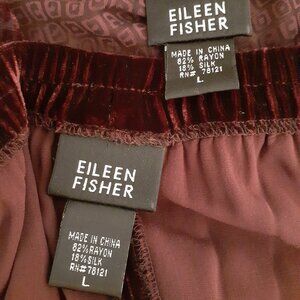 EILEEN
FISHER
MADE IN CHINA
82% RAYON
18% SILK
RN# 78121
L
EILEEN
FISHER
MADE IN CHINA
82% RAYON
18% SILK
RN# 78121
L